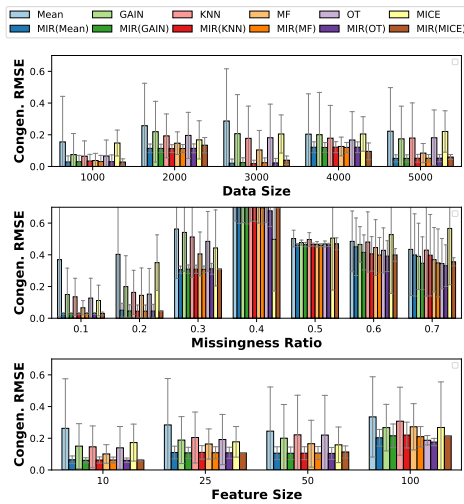 Mean GAIN KNN MF OT MICE
MIR(Mean) MIR(GAIN) MIR(KNN) MIR(MF) MIR(OT) MIR(MICE)
Congen. RMSE
0.6
0.4
0.2
0.0
1000 2000 3000 4000 5000
Data Size
Congen. RMSE
0.6
0.4
0.2
0.0
0.1 0.2 0.3 0.4 0.5 0.6 0.7
Missingness Ratio
Congen. RMSE
0.6
0.4
0.2
0.0
10 25 50 100
Feature Size